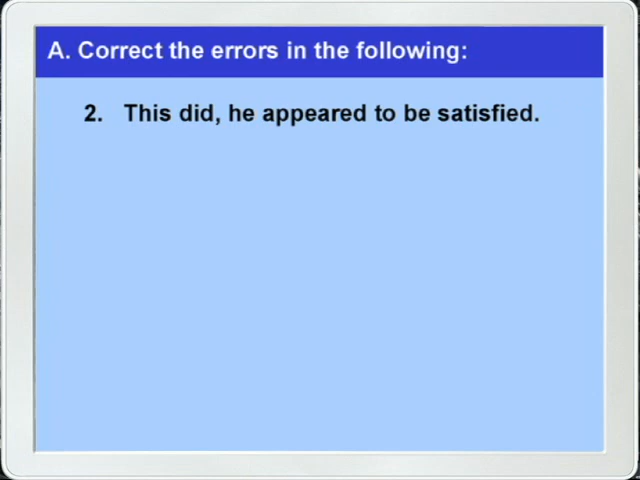 A. Correct the errors in the following:
2. This did, he appeared to be satisfied.